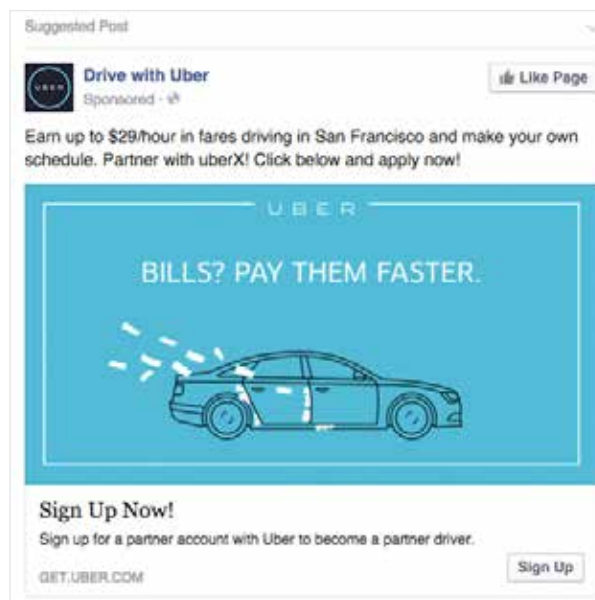 Suggested Post
UBER
Drive with Uber
Like Page
Sponsored ·
Earn up to $29/hour in fares driving in San Francisco and make your own
schedule. Partner with uberX! Click below and apply now!
UBER
BILLS? PAY THEM FASTER.
Sign Up Now!
Sign up for a partner account with Uber to become a partner driver.
GET.UBER.COM
Sign Up